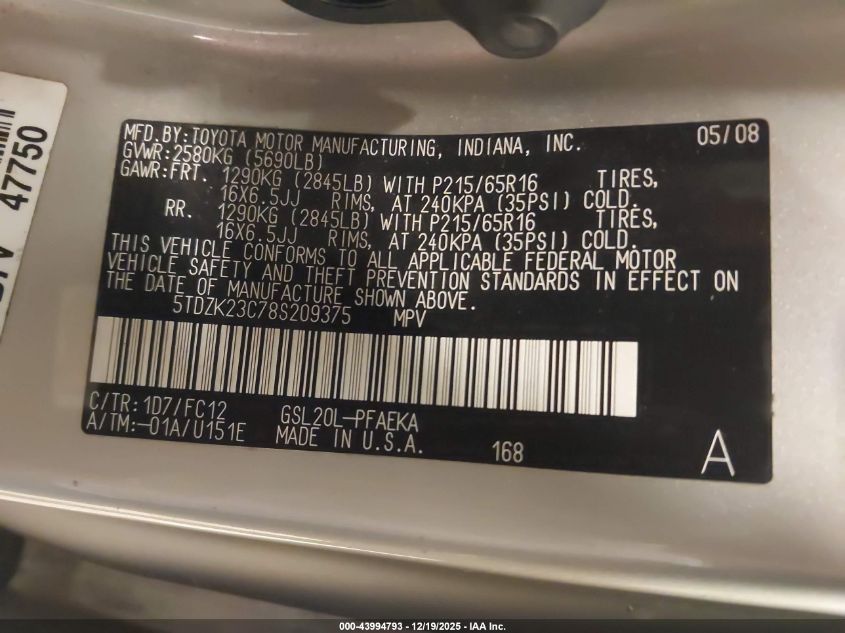 MFD.BY:TOYOTA MOTOR MANUFACTURING, INDIANA, INC. 05/08
GVWR:2580KG (5690LB)
GAWR:FRT. 1290KG (2845LB) WITH P215/65R16 TIRES,
16X6.5JJ RIMS, AT 240KPA (35PSI) COLD.
RR. 1290KG (2845LB) WITH P215/65R16 TIRES,
16X6.5JJ RIMS, AT 240KPA (35PSI) COLD.
THIS VEHICLE CONFORMS TO ALL APPLICABLE FEDERAL MOTOR
VEHICLE SAFETY AND THEFT PREVENTION STANDARDS IN EFFECT ON
THE DATE OF MANUFACTURE SHOWN ABOVE.
5TDZK23C78S209375 MPV
C/TR:1D7/FC12 GSL20L-PFAEKA
A/TM:-01A/U151E MADE IN U.S.A. 168 A
47750
000-43994793 - 12/19/2025 - IAA Inc.